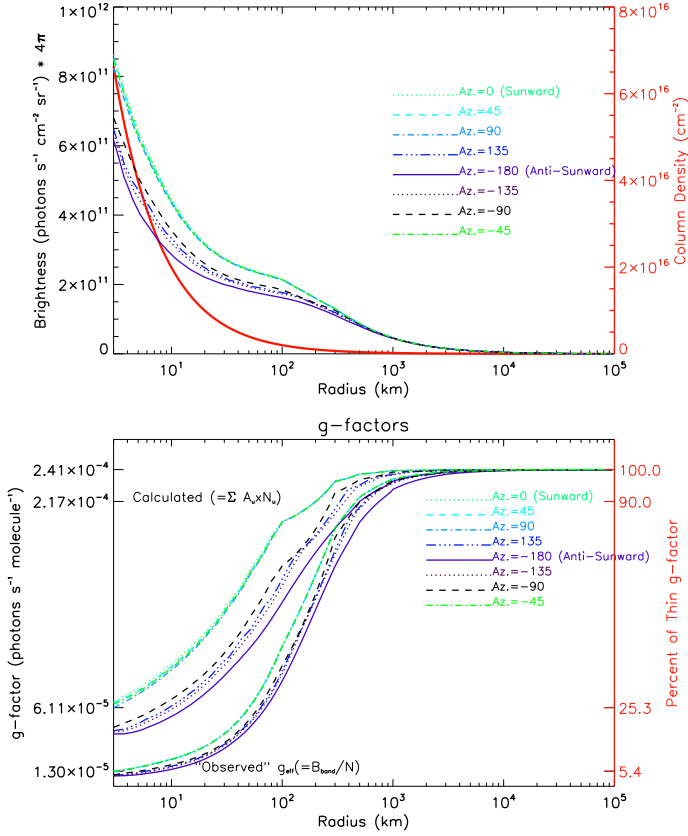 1×10¹²
8×10¹¹
6×10¹¹
4×10¹¹
2×10¹¹
0
Brightness (photons s⁻¹ cm⁻² sr⁻¹) * 4π
8×10¹⁶
6×10¹⁶
4×10¹⁶
2×10¹⁶
0
Column Density (cm⁻²)
Az.=0 (Sunward)
Az.=45
Az.=90
Az.=135
Az.=-180 (Anti-Sunward)
Az.=-135
Az.=-90
Az.=-45
10¹ 10² 10³ 10⁴ 10⁵
Radius (km)
g-factors
2.41×10⁻⁴
2.17×10⁻⁴
6.11×10⁻⁵
1.30×10⁻⁵
g-factor (photons s⁻¹ molecule⁻¹)
100.0
90.0
25.3
5.4
Percent of Thin g-factor
Calculated (=Σ AᵤxNᵤ)
Az.=0 (Sunward)
Az.=45
Az.=90
Az.=135
Az.=-180 (Anti-Sunward)
Az.=-135
Az.=-90
Az.=-45
"Observed" g_eff(=B_band/N)
10¹ 10² 10³ 10⁴ 10⁵
Radius (km)